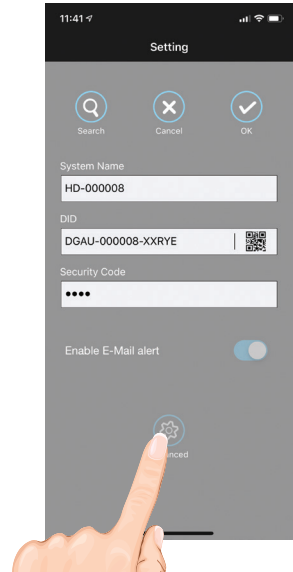 11:41
Setting
Search Cancel OK
System Name
HD-000008
DID
DGAU-000008-XXRYE
Security Code
••••
Enable E-Mail alert